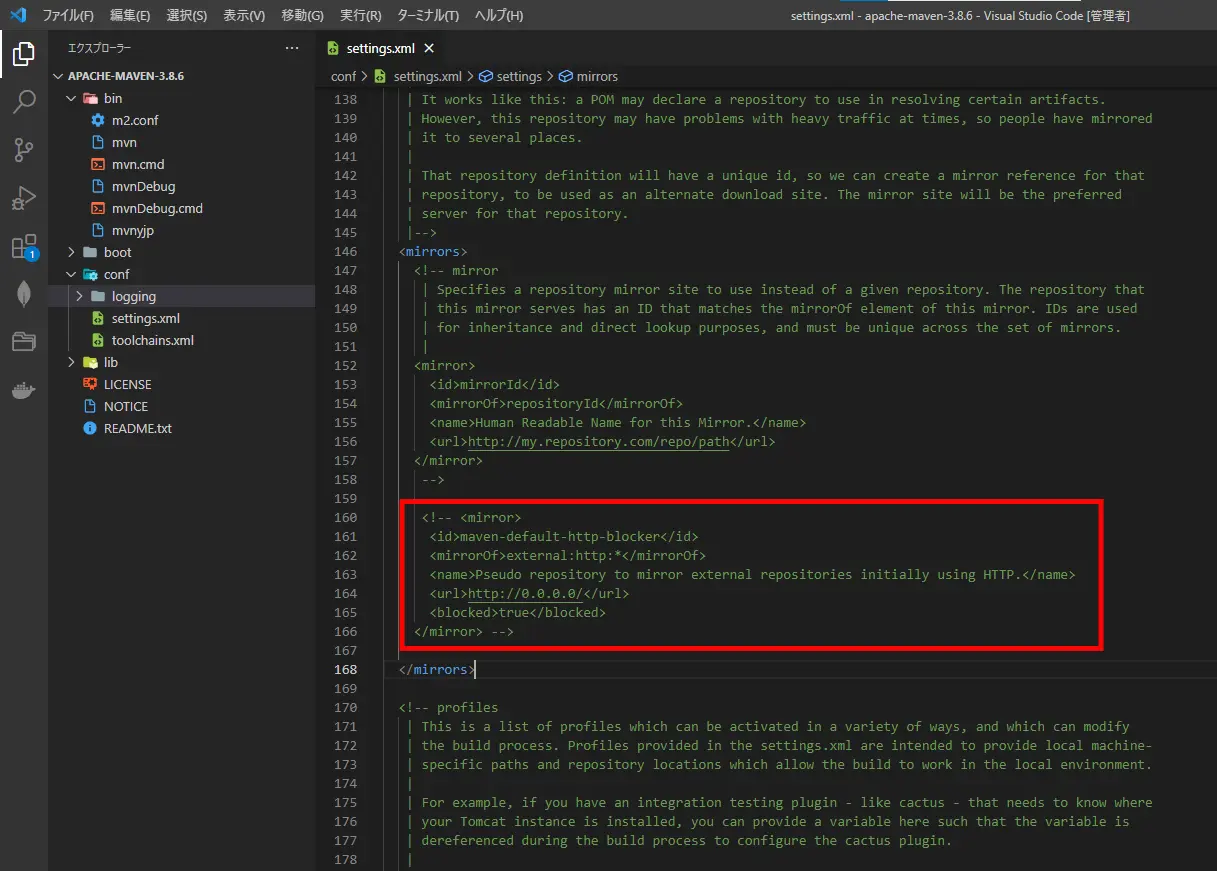 ファイル(F) 編集(E) 選択(S) 表示(V) 移動(G) 実行(R) ターミナル(T) ヘルプ(H) settings.xml - apache-maven-3.8.6 - Visual Studio Code [管理者]
エクスプローラー ···
APACHE-MAVEN-3.8.6
bin
m2.conf
mvn
mvn.cmd
mvnDebug
mvnDebug.cmd
mvnyjp
boot
conf
logging
settings.xml
toolchains.xml
lib
LICENSE
NOTICE
README.txt
1
settings.xml
conf > settings.xml > settings > mirrors
138 | It works like this: a POM may declare a repository to use in resolving certain artifacts.
139 | However, this repository may have problems with heavy traffic at times, so people have mirrored
140 | it to several places.
141 |
142 | That repository definition will have a unique id, so we can create a mirror reference for that
143 | repository, to be used as an alternate download site. The mirror site will be the preferred
144 | server for that repository.
145 |-->
146 <mirrors>
147 <!-- mirror
148 | Specifies a repository mirror site to use instead of a given repository. The repository that
149 | this mirror serves has an ID that matches the mirrorOf element of this mirror. IDs are used
150 | for inheritance and direct lookup purposes, and must be unique across the set of mirrors.
151 |
152 <mirror>
153 <id>mirrorId</id>
154 <mirrorOf>repositoryId</mirrorOf>
155 <name>Human Readable Name for this Mirror.</name>
156 <url>http://my.repository.com/repo/path</url>
157 </mirror>
158 -->
159
160 <!-- <mirror>
161 <id>maven-default-http-blocker</id>
162 <mirrorOf>external:http:*</mirrorOf>
163 <name>Pseudo repository to mirror external repositories initially using HTTP.</name>
164 <url>http://0.0.0.0/</url>
165 <blocked>true</blocked>
166 </mirror> -->
167
168 </mirrors>
169
170 <!-- profiles
171 | This is a list of profiles which can be activated in a variety of ways, and which can modify
172 | the build process. Profiles provided in the settings.xml are intended to provide local machine-
173 | specific paths and repository locations which allow the build to work in the local environment.
174 |
175 | For example, if you have an integration testing plugin - like cactus - that needs to know where
176 | your Tomcat instance is installed, you can provide a variable here such that the variable is
177 | dereferenced during the build process to configure the cactus plugin.
178 |